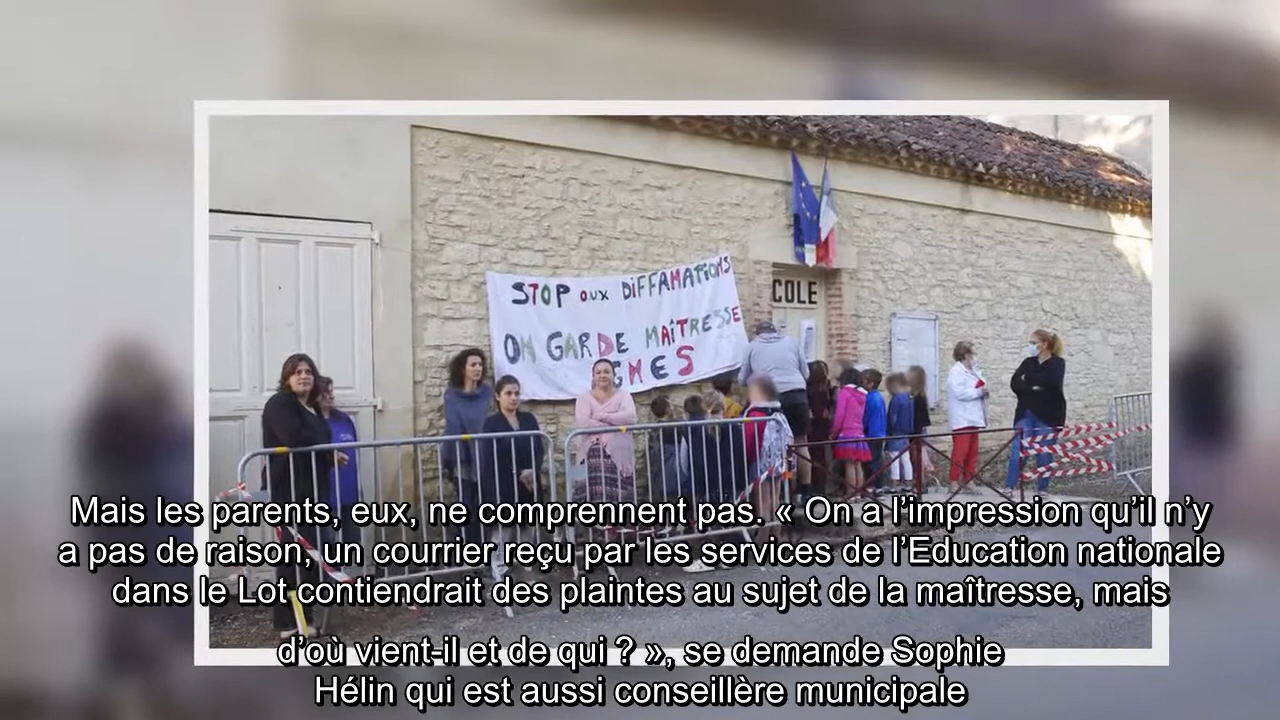 STOP aux DIFFAMATIONS
ON GARDE MAÎTRESSE
COLE
Mais les parents, eux, ne comprennent pas. « On a l’impression qu’il n’y
a pas de raison, un courrier reçu par les services de l’Education nationale
dans le Lot contiendrait des plaintes au sujet de la maîtresse, mais
d’où vient-il et de qui ? », se demande Sophie
Hélin qui est aussi conseillère municipale